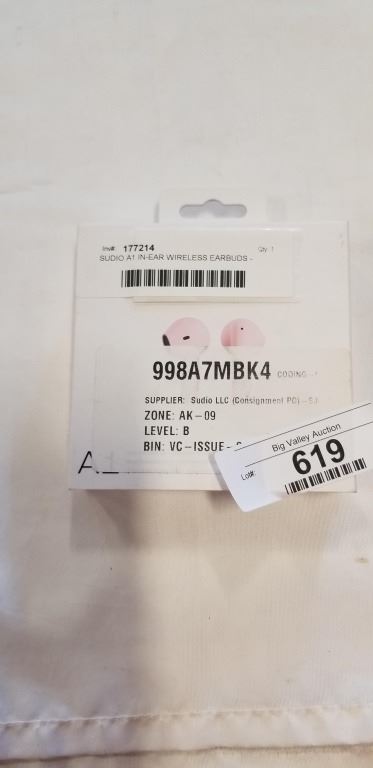 Inv#: 177214 Qty 1
SUDIO A1 IN-EAR WIRELESS EARBUDS -
998A7MBK4 CODING -
SUPPLIER: Sudio LLC (Consignment PO) -
ZONE: AK-09
LEVEL: B
BIN: VC-ISSUE-
Big Valley Auction
Lot#: 619